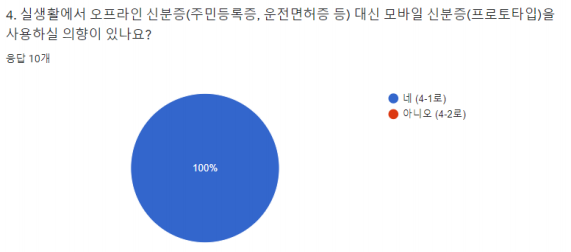 4. 실생활에서 오프라인 신분증(주민등록증, 운전면허증 등) 대신 모바일 신분증(프로토타입)을
사용하실 의향이 있나요?
응답 10개
네 (4-1로)
아니오 (4-2로)
100%